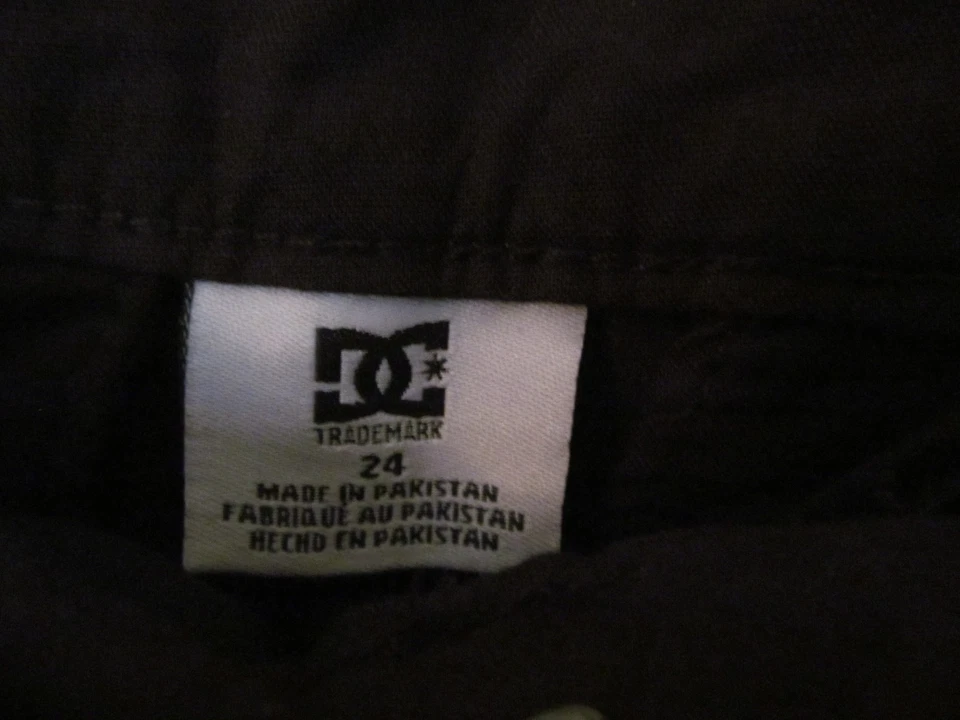 DC*
TRADEMARK
24
MADE IN PAKISTAN
FABRIQUE AU PAKISTAN
HECHO EN PAKISTAN